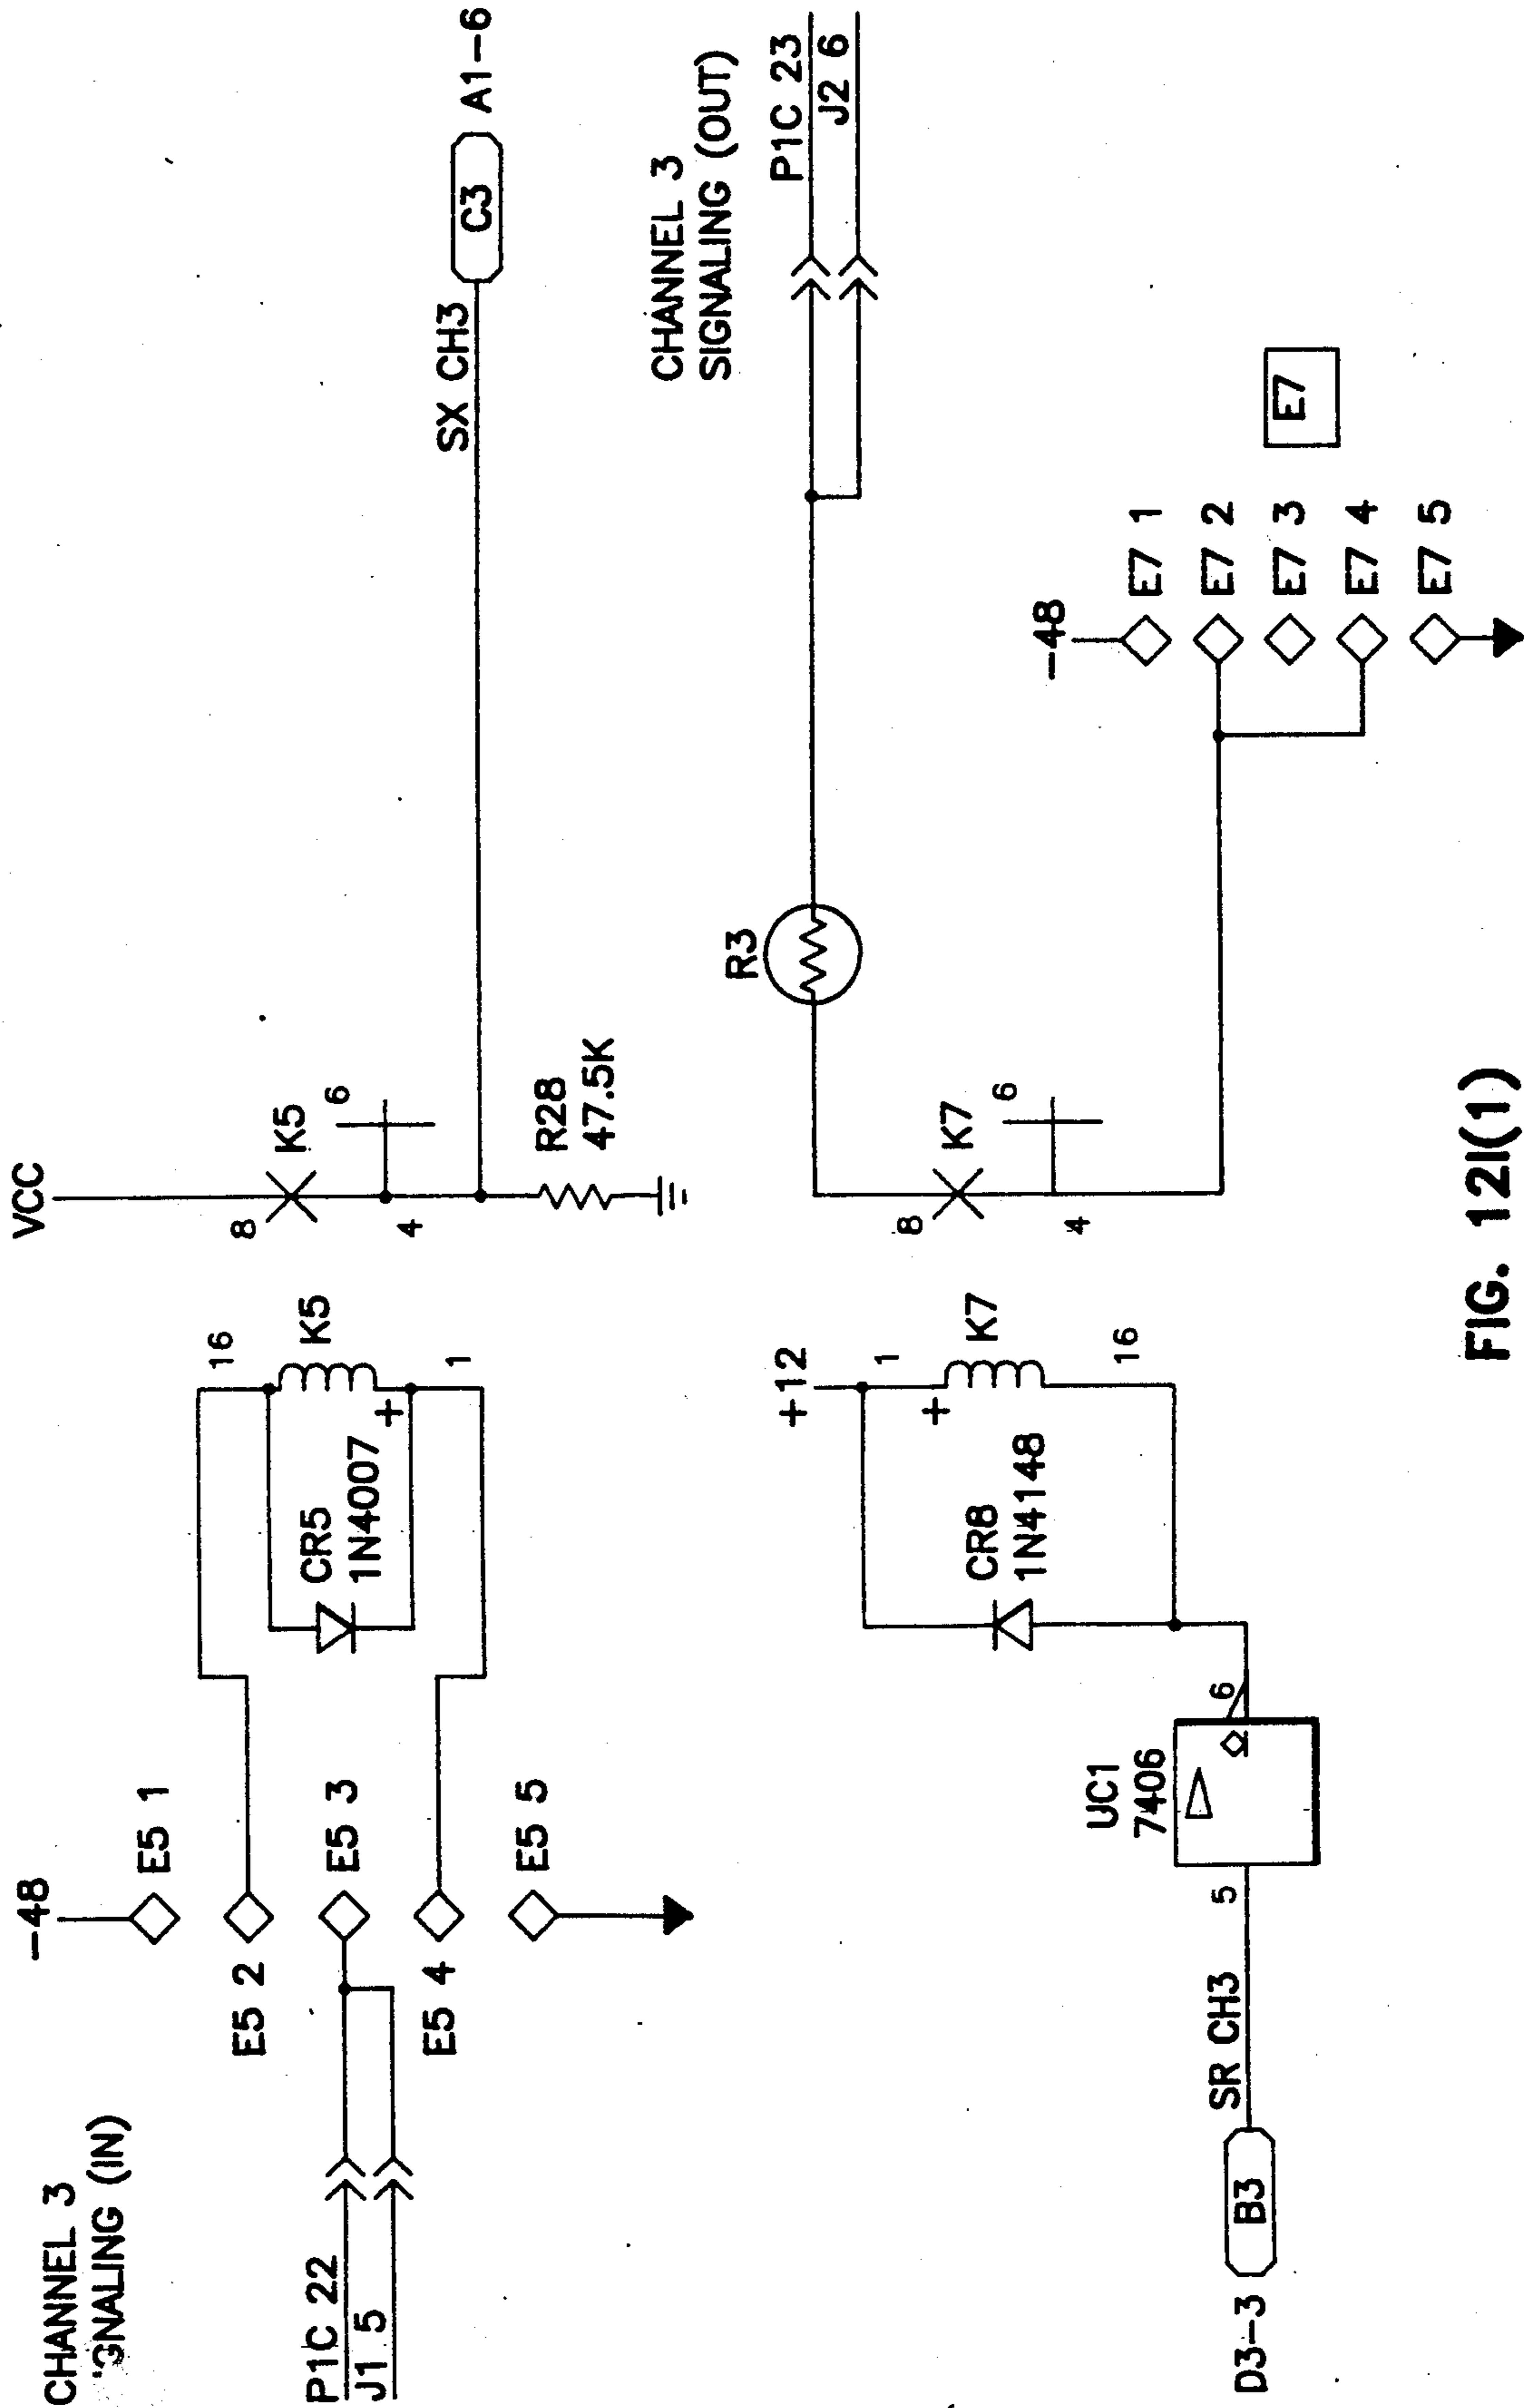 CHANNEL 3
'GNALING (IN)
-48
E5 1
E5 2
E5 3
E5 4
E5 5
P1C 22
J1 5
16
K5
+
1
CR5
1N4007
VCC
8
K5
6
4
R28
47.5K
SX CH3
C3
A1-6
CHANNEL 3
SIGNALING (OUT)
P1C 23
J2 6
R3
+12
1
+
K7
16
CR8
1N4148
8
K7
6
4
-48
E7 1
E7 2
E7 3
E7 4
E7 5
E7
UC1
7406
6
5
SR CH3
B3
D3-3
FIG. 12I(1)